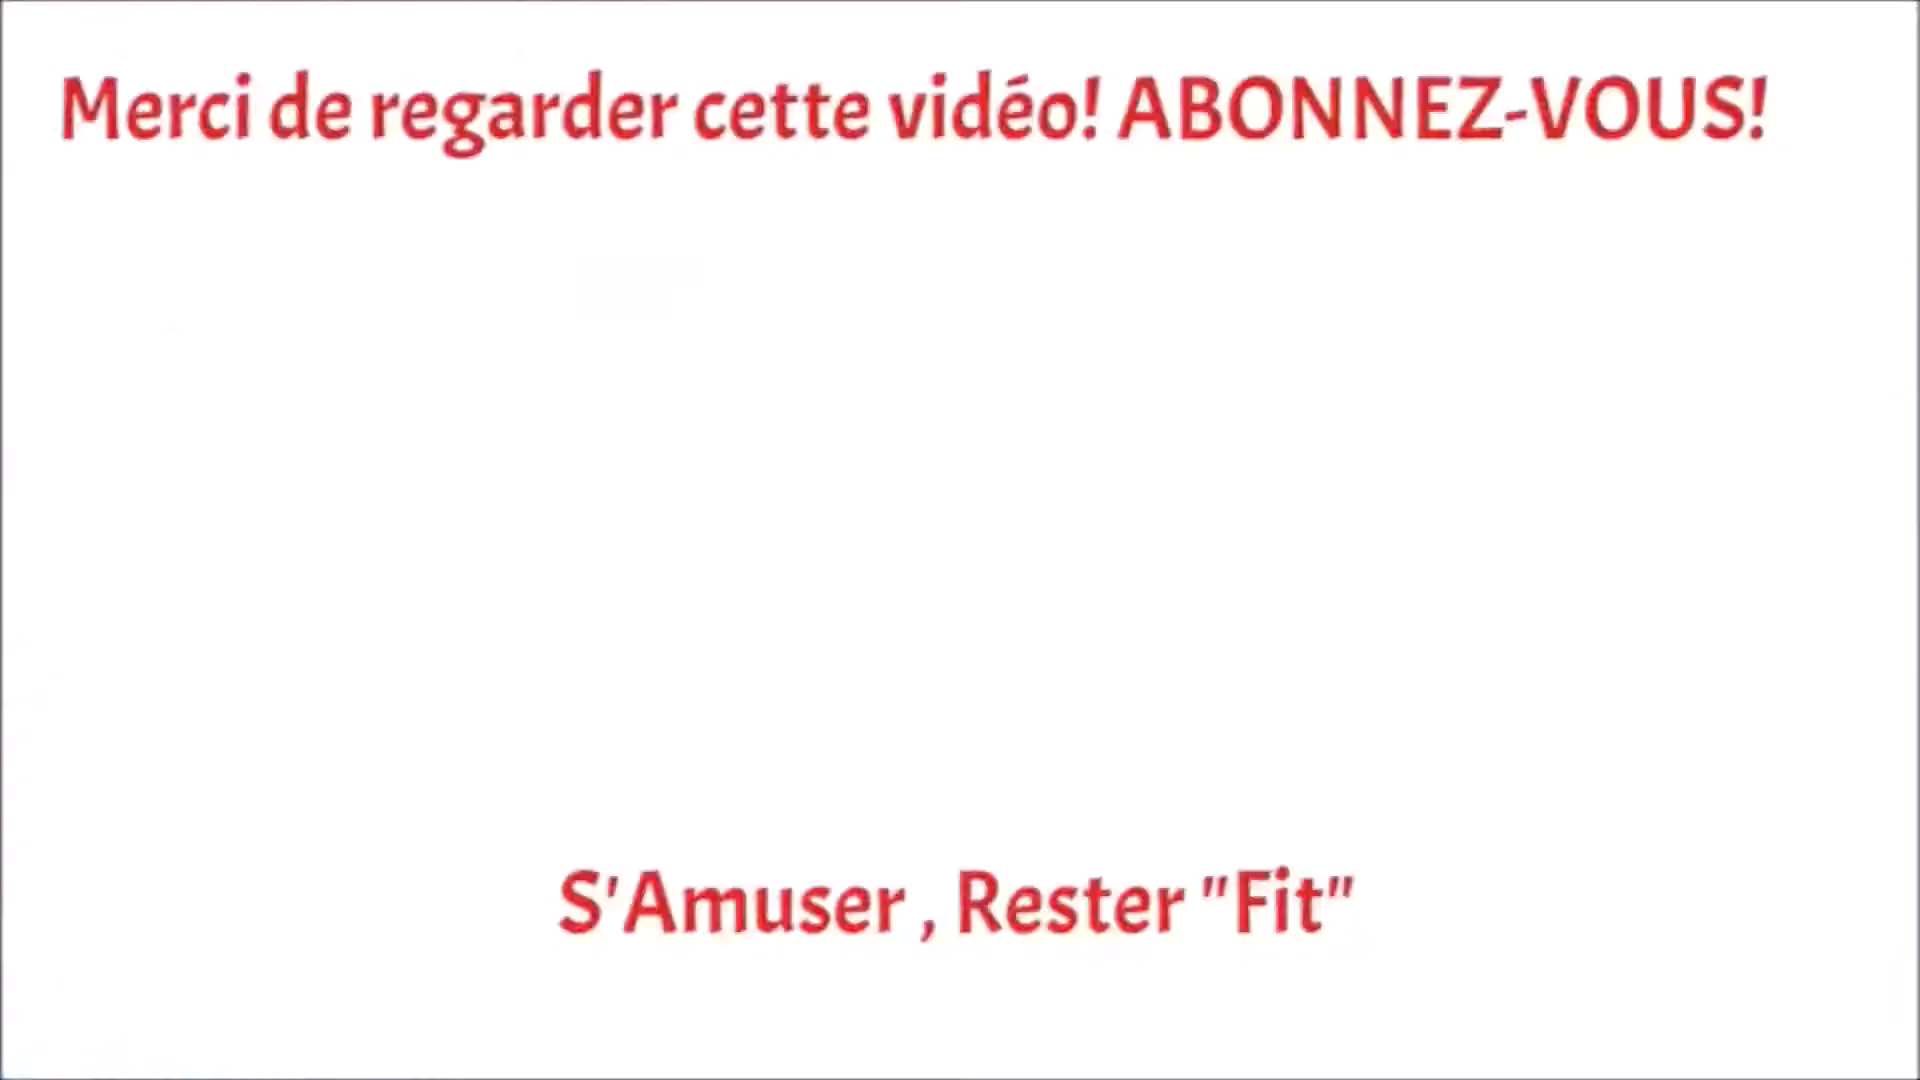 Merci de regarder cette vidéo! ABONNEZ-VOUS!
S'Amuser , Rester "Fit"